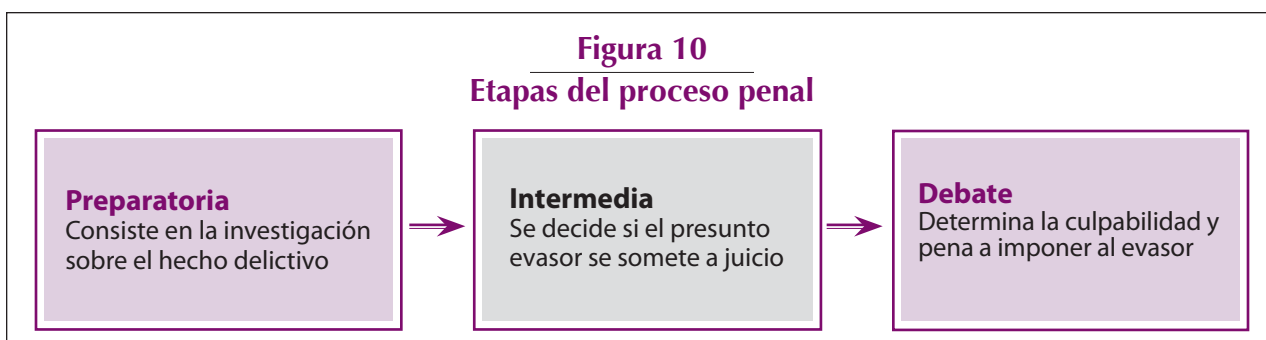 Figura 10
Etapas del proceso penal
Preparatoria
Consiste en la investigación
sobre el hecho delictivo
Intermedia
Se decide si el presunto
evasor se somete a juicio
Debate
Determina la culpabilidad y
pena a imponer al evasor